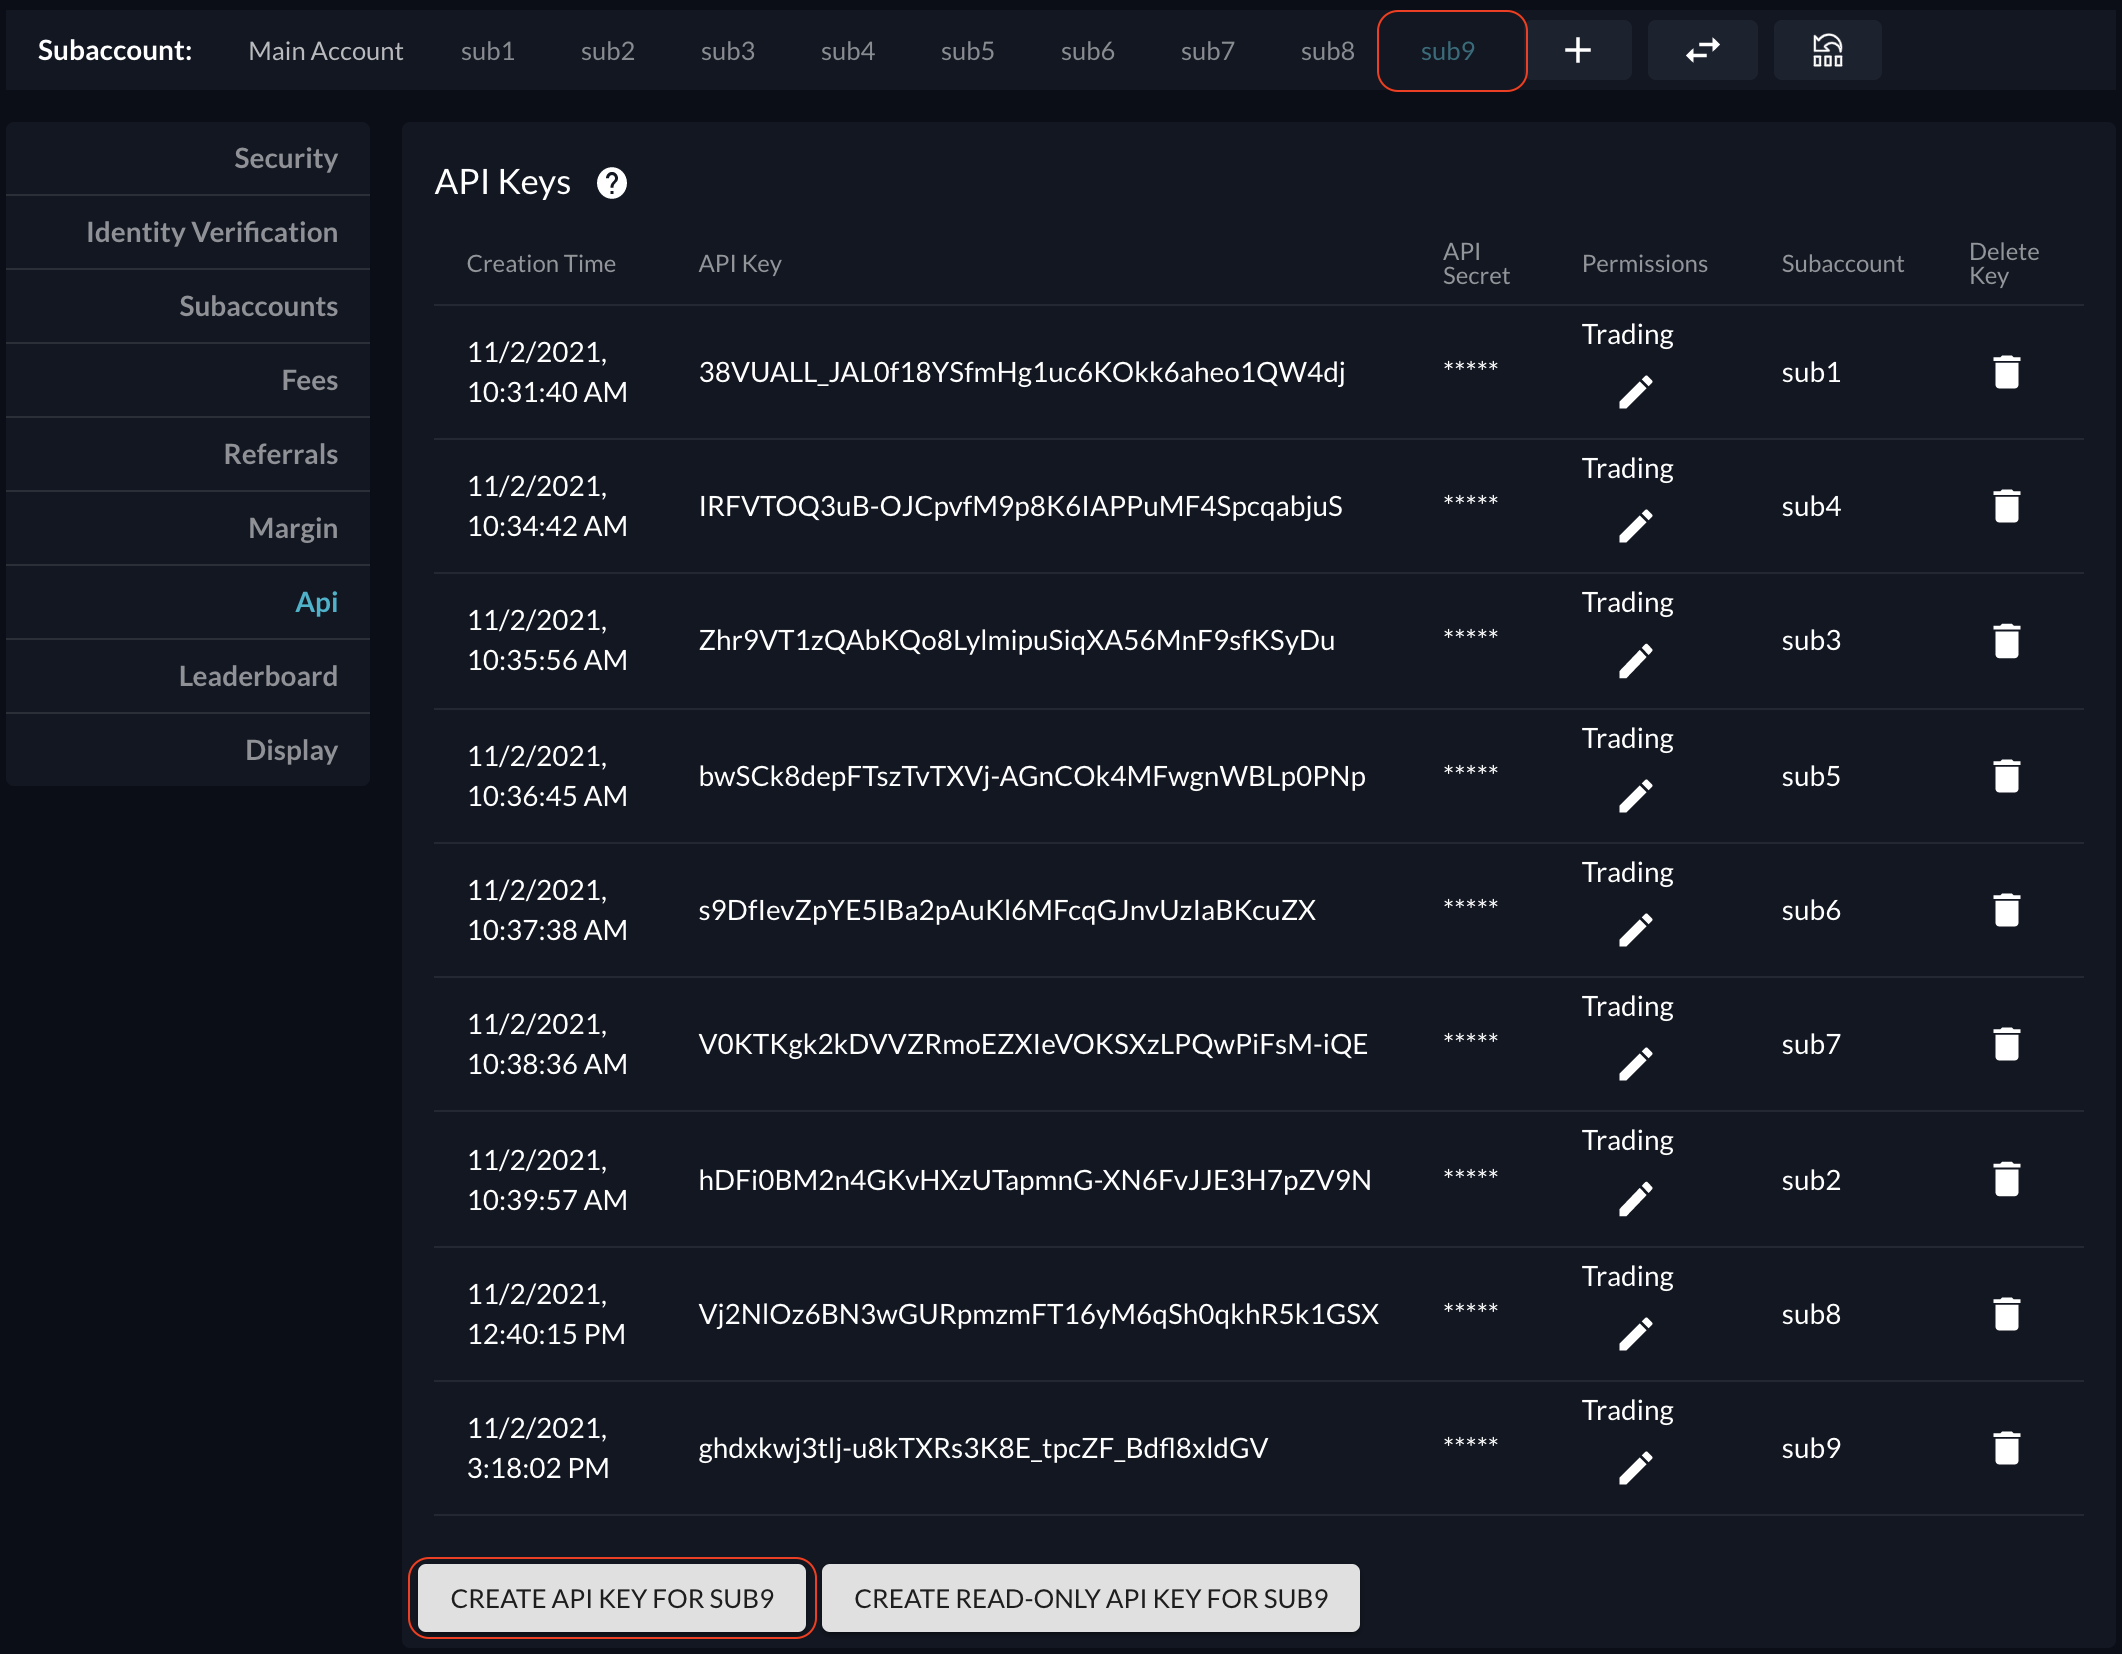 Subaccount: Main Account sub1 sub2 sub3 sub4 sub5 sub6 sub7 sub8 sub9
Security
Identity Verification
Subaccounts
Fees
Referrals
Margin
Api
Leaderboard
Display
API Keys ?
Creation Time API Key API Secret Permissions Subaccount Delete Key
11/2/2021,
10:31:40 AM
38VUALL_JAL0f18YSfmHg1uc6KOkk6aheo1QW4dj
*****
Trading
sub1
11/2/2021,
10:34:42 AM
IRFVTOQ3uB-OJCpvfM9p8K6IAPPuMF4SpcqabjuS
*****
Trading
sub4
11/2/2021,
10:35:56 AM
Zhr9VT1zQAbKQo8LylmipuSiqXA56MnF9sfKSyDu
*****
Trading
sub3
11/2/2021,
10:36:45 AM
bwSCk8depFTszTvTXVj-AGnCOk4MFwgnWBLp0PNp
*****
Trading
sub5
11/2/2021,
10:37:38 AM
s9DfIevZpYE5IBa2pAuKl6MFcqGJnvUzIaBKcuZX
*****
Trading
sub6
11/2/2021,
10:38:36 AM
V0KTKgk2kDVVZRmoEZXIeVOKSXzLPQwPiFsM-iQE
*****
Trading
sub7
11/2/2021,
10:39:57 AM
hDFi0BM2n4GKvHXzUTapmnG-XN6FvJJE3H7pZV9N
*****
Trading
sub2
11/2/2021,
12:40:15 PM
Vj2NlOz6BN3wGURpmzmFT16yM6qSh0qkhR5k1GSX
*****
Trading
sub8
11/2/2021,
3:18:02 PM
ghdxkwj3tlj-u8kTXRs3K8E_tpcZF_Bdfl8xldGV
*****
Trading
sub9
CREATE API KEY FOR SUB9 CREATE READ-ONLY API KEY FOR SUB9